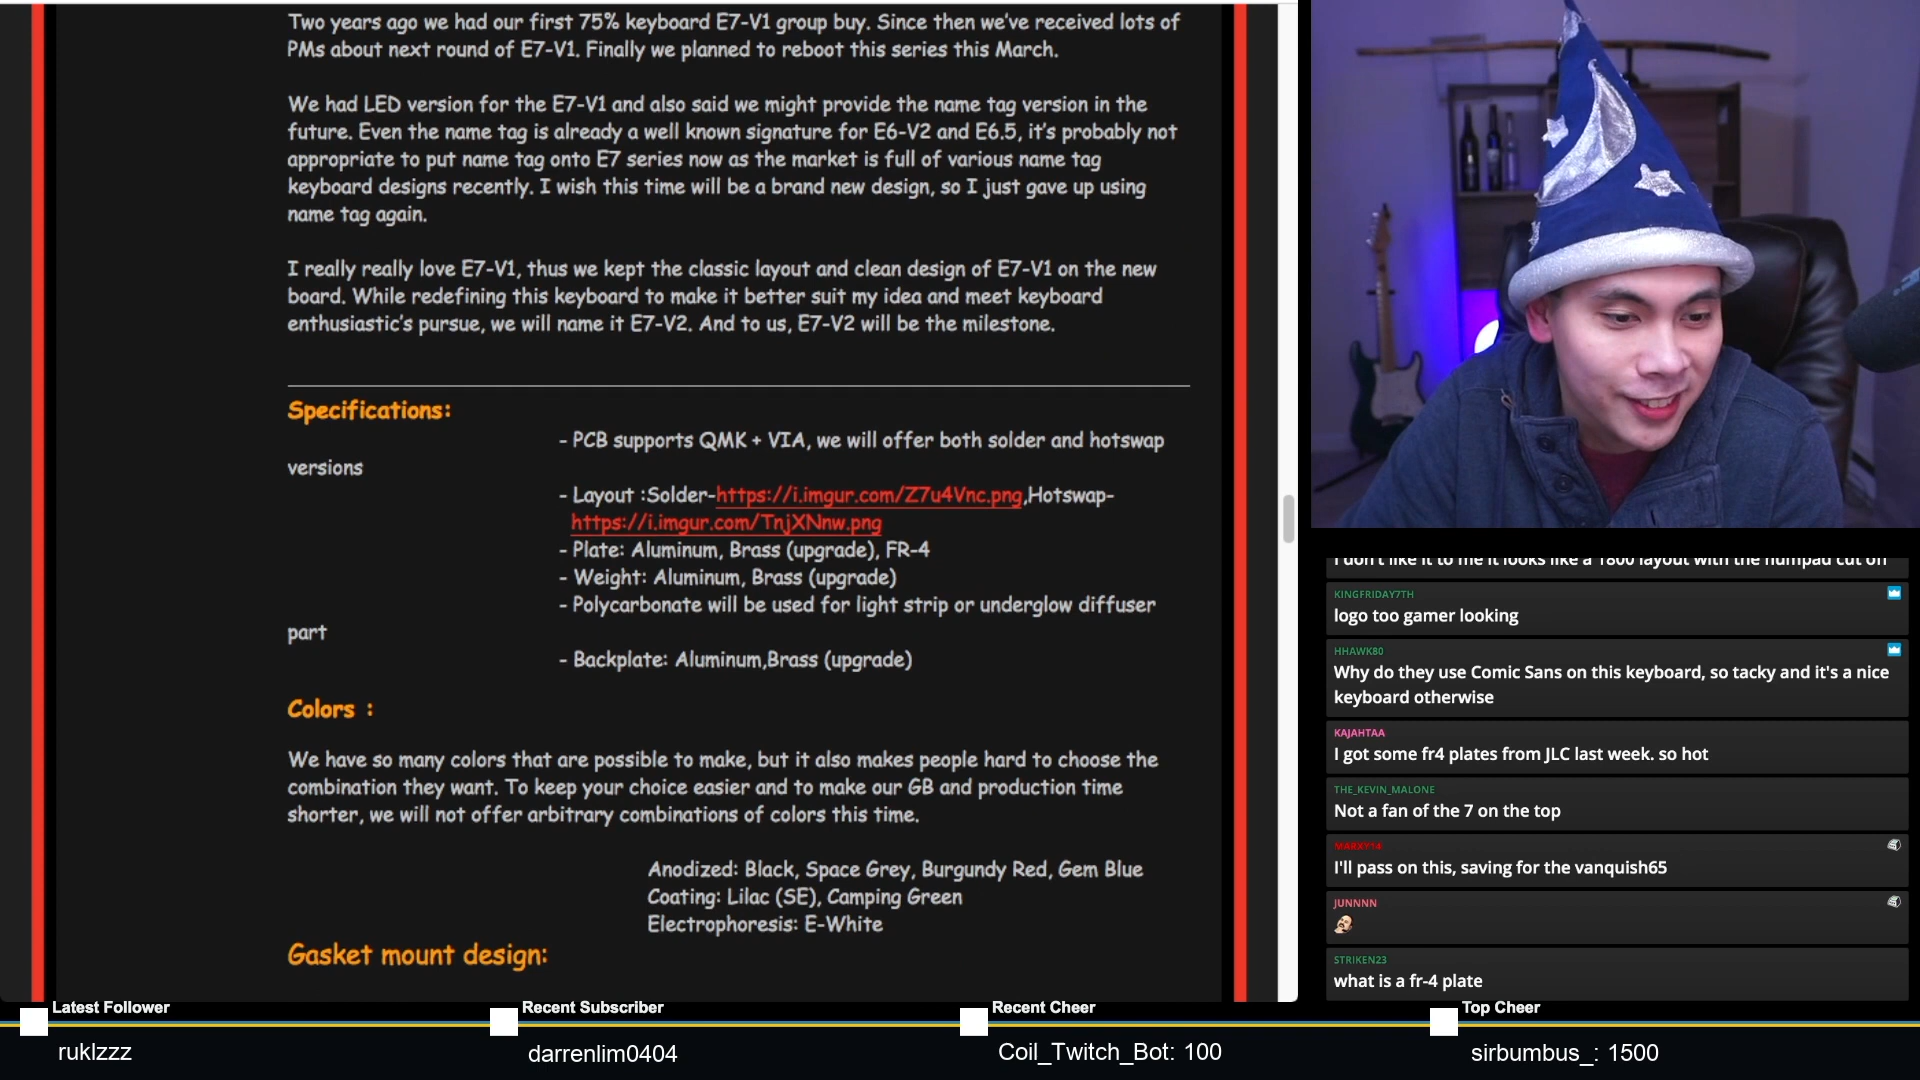 Two years ago we had our first 75% keyboard E7-V1 group buy. Since then we've received lots of
PMs about next round of E7-V1. Finally we planned to reboot this series this March.
We had LED version for the E7-V1 and also said we might provide the name tag version in the
future. Even the name tag is already a well known signature for E6-V2 and E6.5, it's probably not
appropriate to put name tag onto E7 series now as the market is full of various name tag
keyboard designs recently. I wish this time will be a brand new design, so I just gave up using
name tag again.
I really really love E7-V1, thus we kept the classic layout and clean design of E7-V1 on the new
board. While redefining this keyboard to make it better suit my idea and meet keyboard
enthusiastic's pursue, we will name it E7-V2. And to us, E7-V2 will be the milestone.
Specifications:
- PCB supports QMK + VIA, we will offer both solder and hotswap
versions
- Layout :Solder-https://i.imgur.com/Z7u4Vnc.png,Hotswap-
https://i.imgur.com/TnjXNnw.png
- Plate: Aluminum, Brass (upgrade), FR-4
- Weight: Aluminum, Brass (upgrade)
- Polycarbonate will be used for light strip or underglow diffuser
part
- Backplate: Aluminum,Brass (upgrade)
Colors :
We have so many colors that are possible to make, but it also makes people hard to choose the
combination they want. To keep your choice easier and to make our GB and production time
shorter, we will not offer arbitrary combinations of colors this time.
Anodized: Black, Space Grey, Burgundy Red, Gem Blue
Coating: Lilac (SE), Camping Green
Electrophoresis: E-White
Gasket mount design:
I don't like it to me it looks like a 1800 layout with the numpad cut off
KINGFRIDAY7TH
logo too gamer looking
HHAWK80
Why do they use Comic Sans on this keyboard, so tacky and it's a nice
keyboard otherwise
KAJAHTAA
I got some fr4 plates from JLC last week. so hot
THE_KEVIN_MALONE
Not a fan of the 7 on the top
MARXY14
I'll pass on this, saving for the vanquish65
JUNNNN
STRIKEN23
what is a fr-4 plate
Latest Follower
ruklzzz
Recent Subscriber
darrenlim0404
Recent Cheer
Coil_Twitch_Bot: 100
Top Cheer
sirbumbus_: 1500